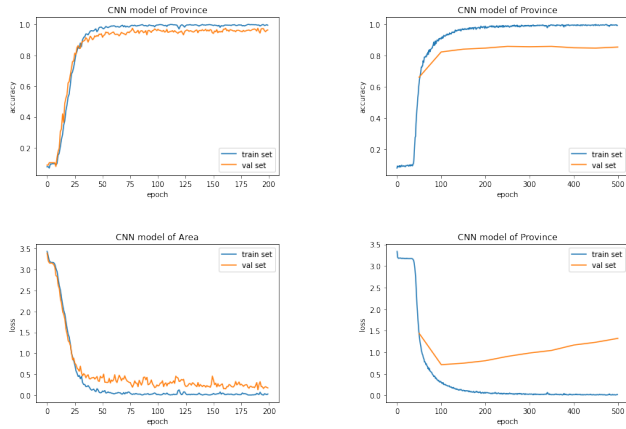 CNN model of Province
accuracy
1.0
0.8
0.6
0.4
0.2
0 25 50 75 100 125 150 175 200
epoch
train set
val set
CNN model of Province
accuracy
1.0
0.8
0.6
0.4
0.2
0 100 200 300 400 500
epoch
train set
val set
CNN model of Area
loss
3.5
3.0
2.5
2.0
1.5
1.0
0.5
0.0
0 25 50 75 100 125 150 175 200
epoch
train set
val set
CNN model of Province
loss
3.5
3.0
2.5
2.0
1.5
1.0
0.5
0.0
0 100 200 300 400 500
epoch
train set
val set